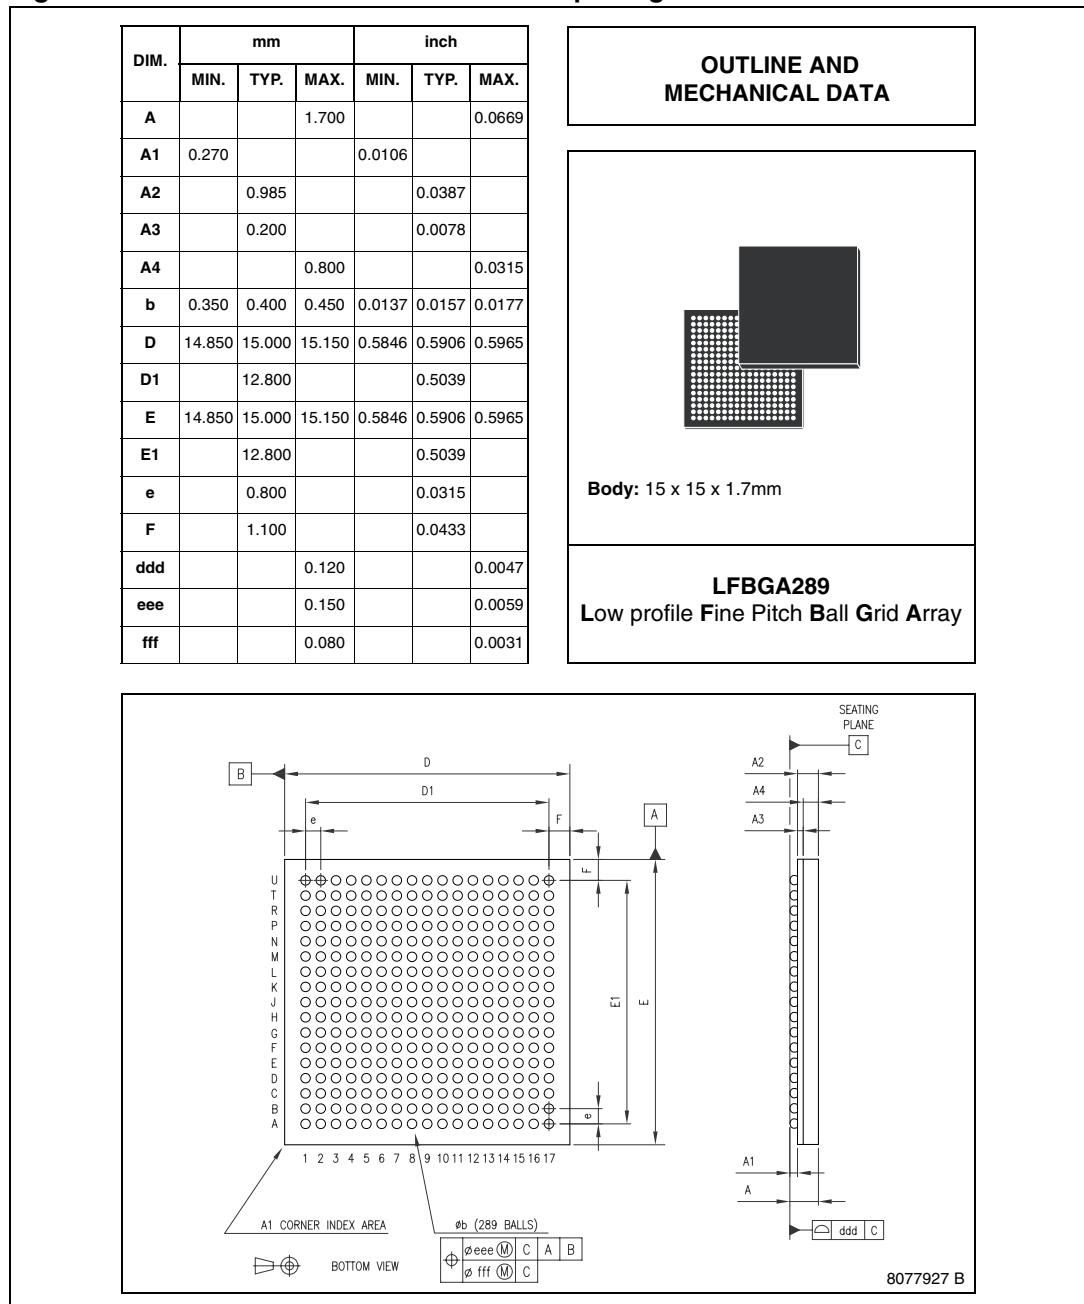 DIM. mm inch
MIN. TYP. MAX. MIN. TYP. MAX.
A 1.700 0.0669
A1 0.270 0.0106
A2 0.985 0.0387
A3 0.200 0.0078
A4 0.800 0.0315
b 0.350 0.400 0.450 0.0137 0.0157 0.0177
D 14.850 15.000 15.150 0.5846 0.5906 0.5965
D1 12.800 0.5039
E 14.850 15.000 15.150 0.5846 0.5906 0.5965
E1 12.800 0.5039
e 0.800 0.0315
F 1.100 0.0433
ddd 0.120 0.0047
eee 0.150 0.0059
fff 0.080 0.0031
OUTLINE AND
MECHANICAL DATA
Body: 15 x 15 x 1.7mm
LFBGA289
Low profile Fine Pitch Ball Grid Array
SEATING
PLANE
C
B
D
D1
e
F
A
F
U
T
R
P
N
M
L
K
J
H
G
F
E
D
C
B
A
E1
E
e
1 2 3 4 5 6 7 8 9 10 11 12 13 14 15 16 17
A2
A4
A3
A1
A
ddd C
A1 CORNER INDEX AREA
øb (289 BALLS)
BOTTOM VIEW
ø eee Ⓜ C A B
ø fff Ⓜ C
8077927 B